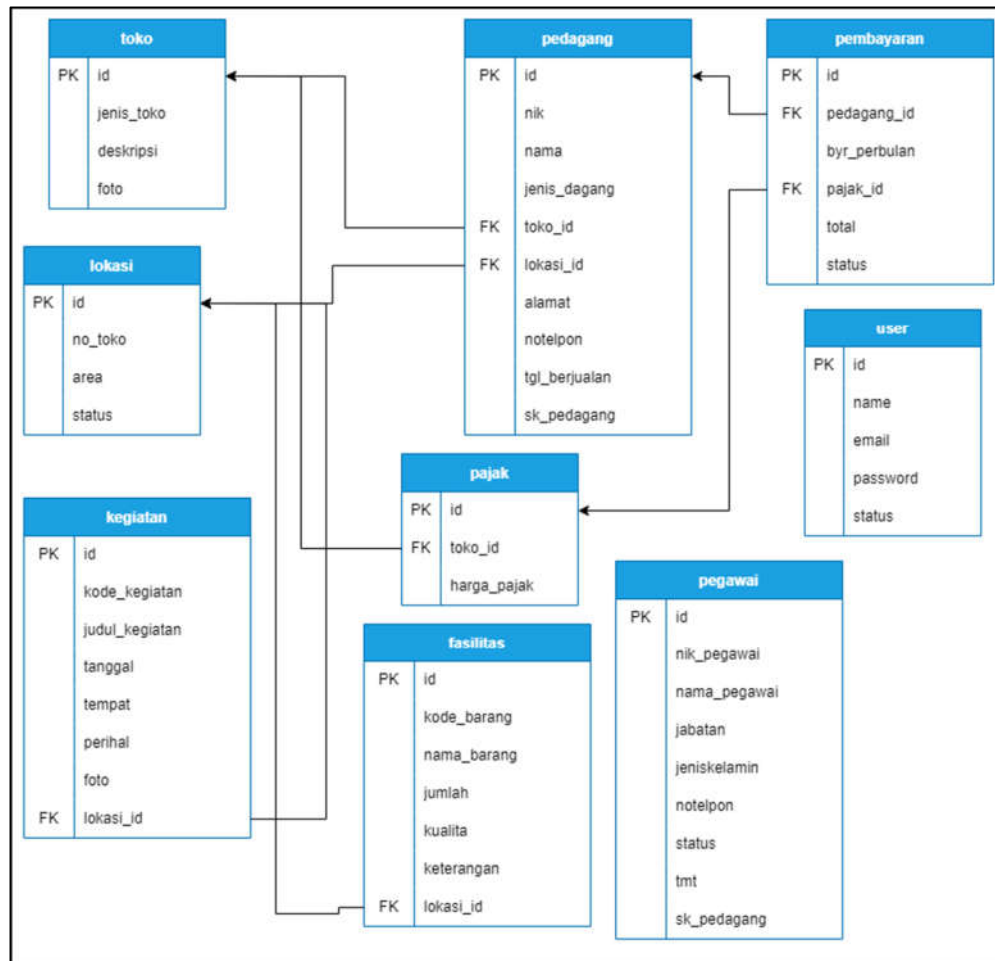 toko
PK id
jenis_toko
deskripsi
foto
pedagang
PK id
nik
nama
jenis_dagang
FK toko_id
FK lokasi_id
alamat
notelpon
tgl_berjualan
sk_pedagang
pembayaran
PK id
FK pedagang_id
byr_perbulan
FK pajak_id
total
status
lokasi
PK id
no_toko
area
status
user
PK id
name
email
password
status
pajak
PK id
FK toko_id
harga_pajak
kegiatan
PK id
kode_kegiatan
judul_kegiatan
tanggal
tempat
perihal
foto
FK lokasi_id
fasilitas
PK id
kode_barang
nama_barang
jumlah
kualita
keterangan
FK lokasi_id
pegawai
PK id
nik_pegawai
nama_pegawai
jabatan
jeniskelamin
notelpon
status
tmt
sk_pedagang